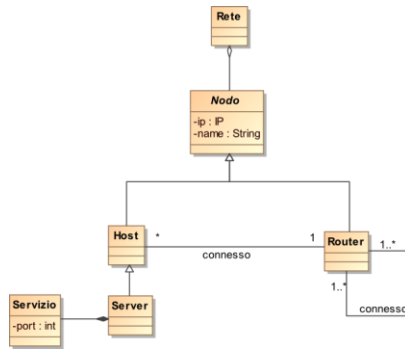 Rete
Nodo
-ip : IP
-name : String
Host
*
connesso
1
Router
1..*
1..*
connesso
Servizio
-port : int
Server